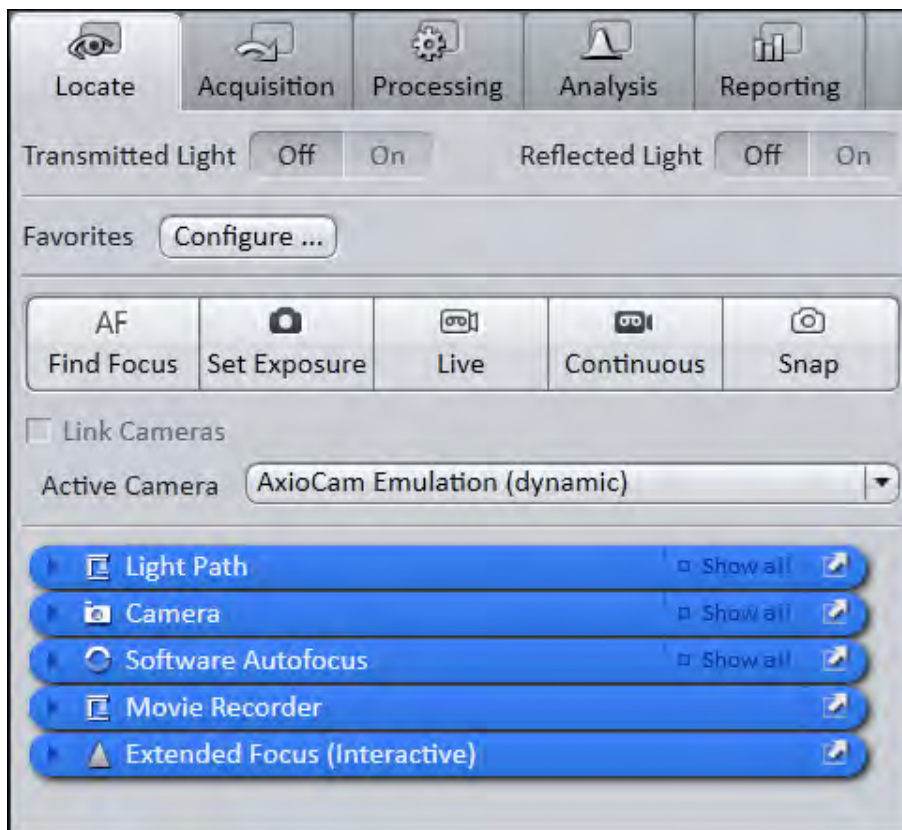 Locate Acquisition Processing Analysis Reporting
Transmitted Light Off On Reflected Light Off On
Favorites Configure ...
AF
Find Focus Set Exposure Live Continuous Snap
Link Cameras
Active Camera AxioCam Emulation (dynamic)
Light Path Show all
Camera Show all
Software Autofocus Show all
Movie Recorder
Extended Focus (Interactive)